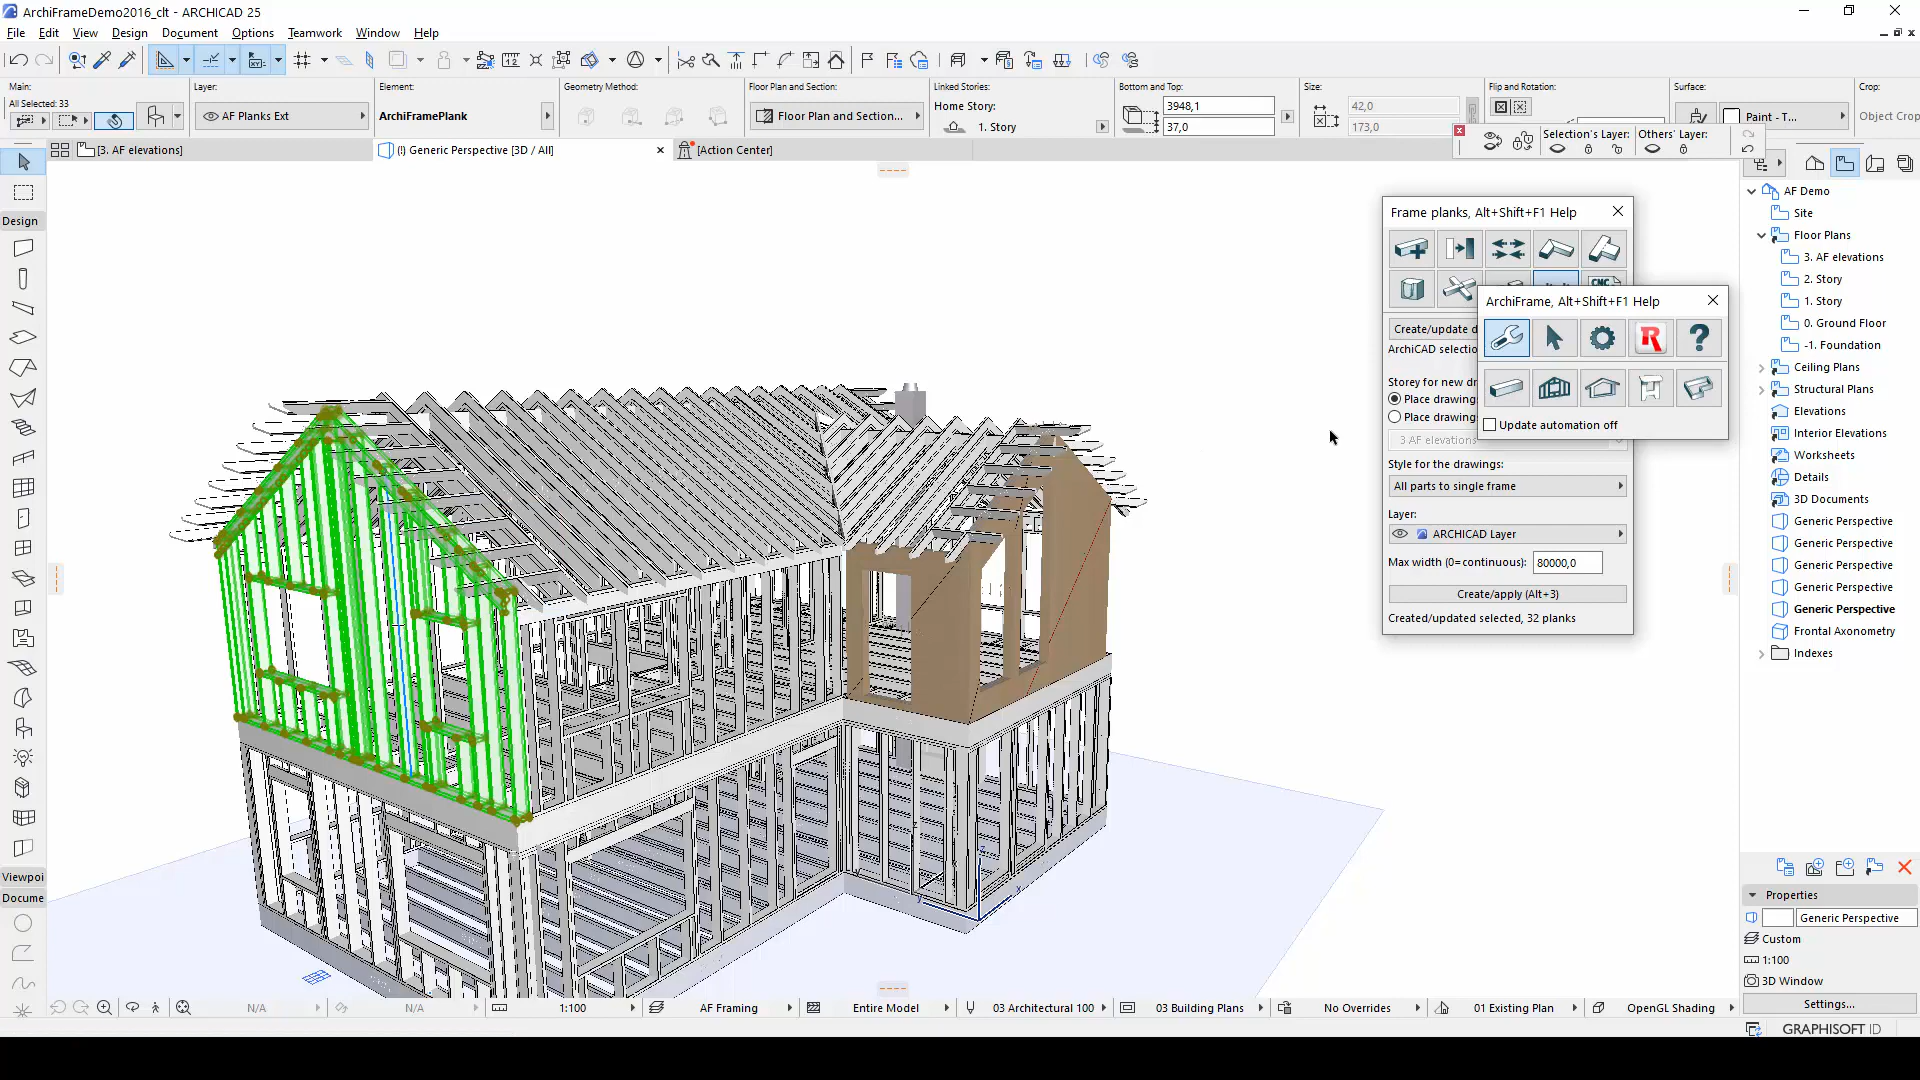 ArchiFrameDemo2016_clt - ARCHICAD 25
File Edit View Design Document Options Teamwork Window Help
Main:
All Selected: 33
Layer:
AF Planks Ext
Element:
ArchiFramePlank
Geometry Method:
Floor Plan and Section:
Floor Plan and Section...
Linked Stories:
Home Story:
1. Story
Bottom and Top:
3948,1
37,0
Size:
42,0
173,0
Flip and Rotation:
Surface:
Paint - T...
Crop:
Object Crop
Selection's Layer:
Others' Layer:
[3. AF elevations]
(!) Generic Perspective [3D / All]
[Action Center]
Design
Viewpoi
Docume
Frame planks, Alt+Shift+F1 Help
CNC
Create/update d
ArchiCAD selectio
Storey for new dr
Place drawing
Place drawing
3 AF elevations
Style for the drawings:
All parts to single frame
Layer:
ARCHICAD Layer
Max width (0=continuous):
80000,0
Create/apply (Alt+3)
Created/updated selected, 32 planks
ArchiFrame, Alt+Shift+F1 Help
R
?
Update automation off
AF Demo
Site
Floor Plans
3. AF elevations
2. Story
1. Story
0. Ground Floor
-1. Foundation
Ceiling Plans
Structural Plans
Elevations
Interior Elevations
Worksheets
Details
3D Documents
Generic Perspective
Generic Perspective
Generic Perspective
Generic Perspective
Generic Perspective
Frontal Axonometry
Indexes
Properties
Generic Perspective
Custom
1:100
3D Window
Settings...
N/A
N/A
1:100
AF Framing
Entire Model
03 Architectural 100
03 Building Plans
No Overrides
01 Existing Plan
OpenGL Shading
GRAPHISOFT ID